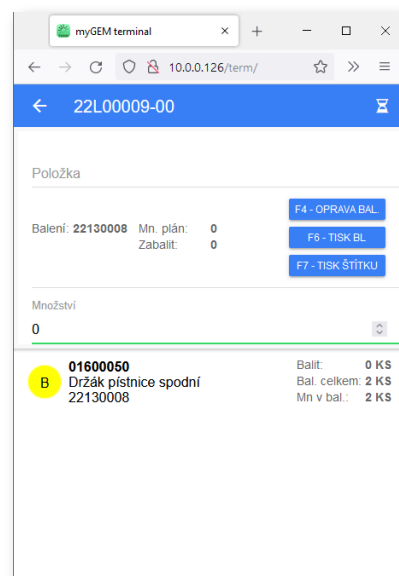 myGEM terminal
10.0.0.126/term/
22L00009-00
Položka
F4 - OPRAVA BAL.
Balení: 22130008 Mn. plán: 0
Zabalit: 0
F6 - TISK BL
F7 - TISK ŠTÍTKU
Množství
0
B
01600050
Držák pístnice spodní
22130008
Balit: 0 KS
Bal. celkem: 2 KS
Mn v bal.: 2 KS